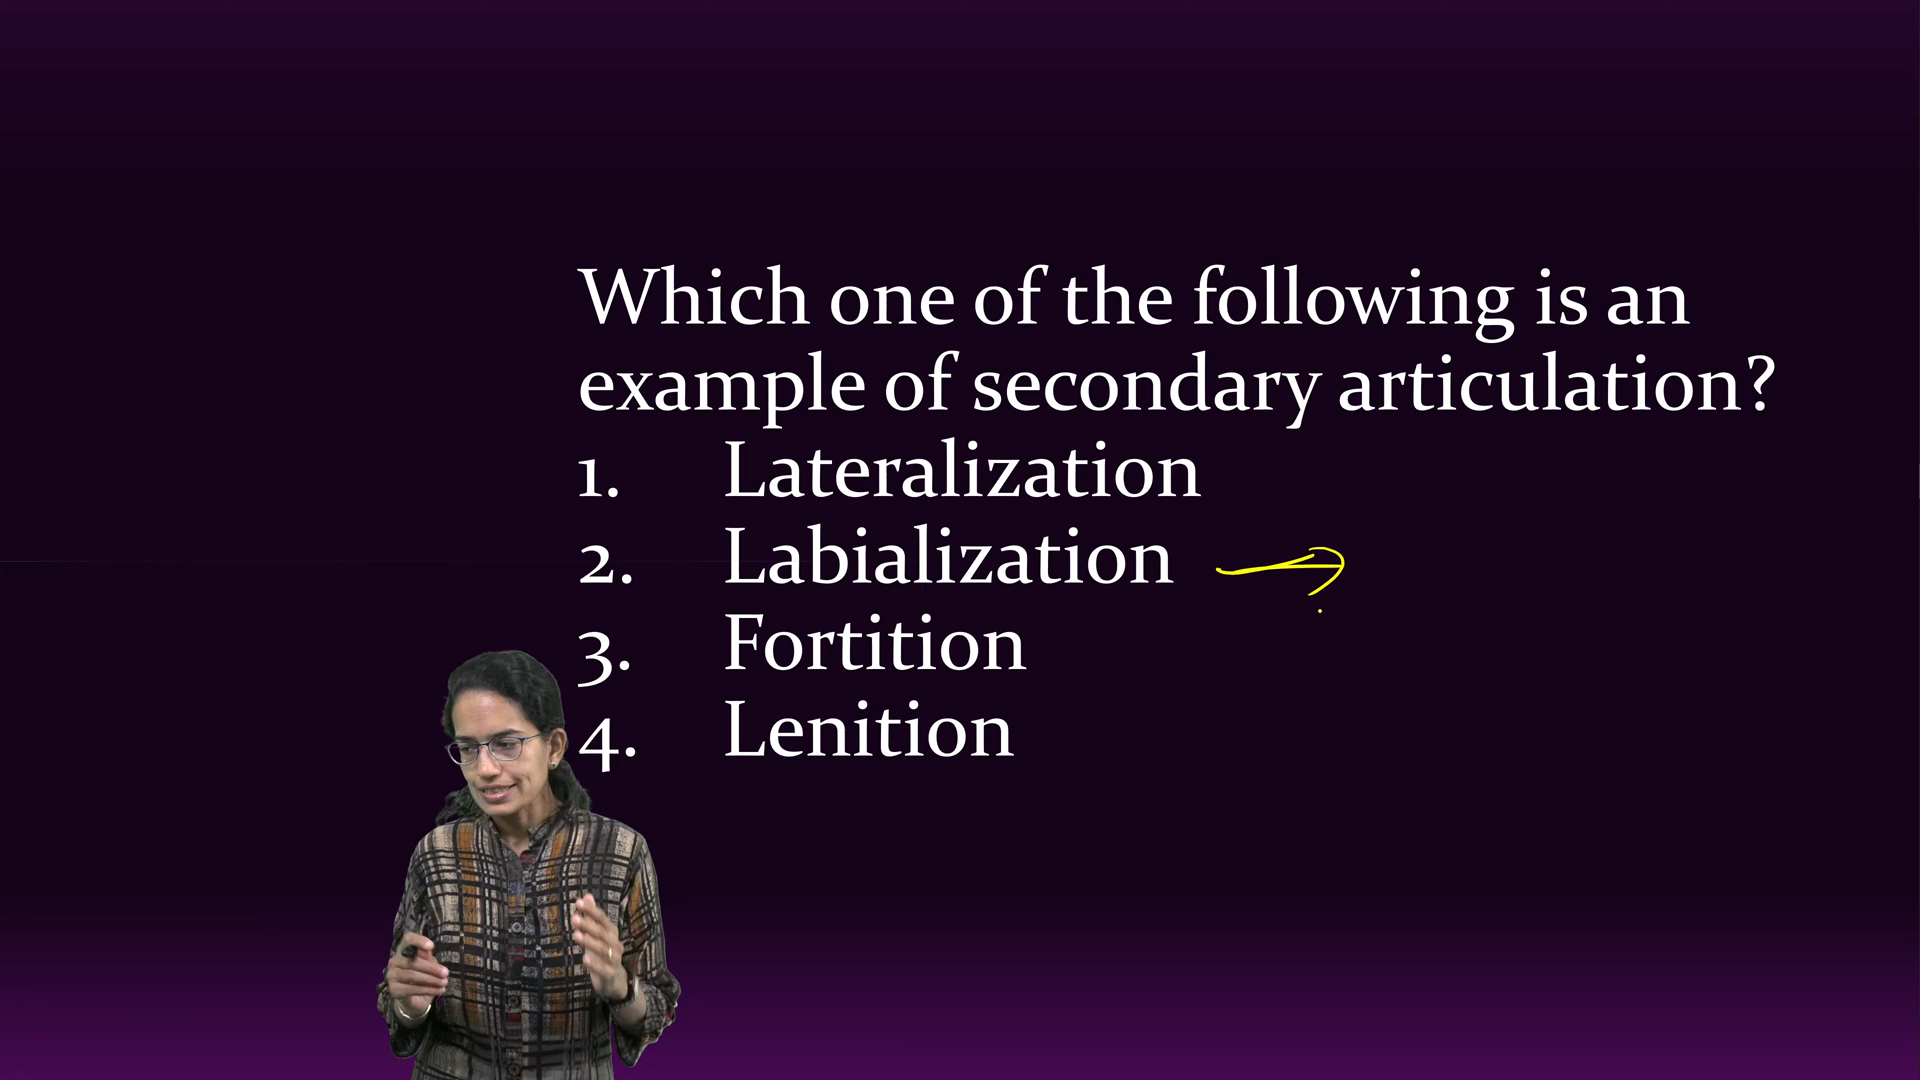 Which one of the following is an
example of secondary articulation?
1. Lateralization
2. Labialization
3. Fortition
4. Lenition